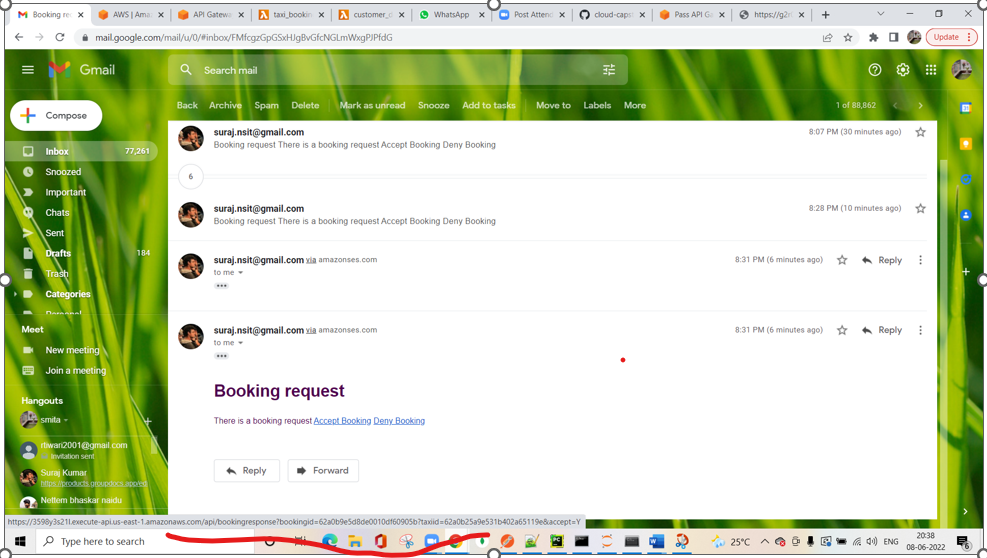 Booking requ
AWS | Amaz
API Gatewa
taxi_bookin
customer_d
WhatsApp
Post Attend
cloud-capst
Pass API Ga
https://g2n
mail.google.com/mail/u/0/#inbox/FMfcgzGpGSxHJgBvGfcNGLmWxgPJPfdG
Update
Gmail
Search mail
Back Archive Spam Delete Mark as unread Snooze Add to tasks Move to Labels More 1 of 88,862
Compose
Inbox 77,261
Snoozed
Important
Chats
Sent
Drafts 184
Trash
Categories
Personal
Meet
New meeting
Join a meeting
Hangouts
smita
rtiwari2001@gmail.com
Invitation sent
Suraj Kumar
https://products.groupdocs.app/ed
Nettem bhaskar naidu
suraj.nsit@gmail.com 8:07 PM (30 minutes ago)
Booking request There is a booking request Accept Booking Deny Booking
6
suraj.nsit@gmail.com 8:28 PM (10 minutes ago)
Booking request There is a booking request Accept Booking Deny Booking
suraj.nsit@gmail.com via amazonses.com 8:31 PM (6 minutes ago) Reply
to me
suraj.nsit@gmail.com via amazonses.com 8:31 PM (6 minutes ago) Reply
to me
Booking request
There is a booking request Accept Booking Deny Booking
Reply Forward
https://3598y3s21l.execute-api.us-east-1.amazonaws.com/api/bookingresponse?bookingid=62a0b9e5d8de0010df60905b?taxiid=62a0b25a9e531b402a65119e&accept=Y
Type here to search
25°C
ENG
20:38
08-06-2022
6